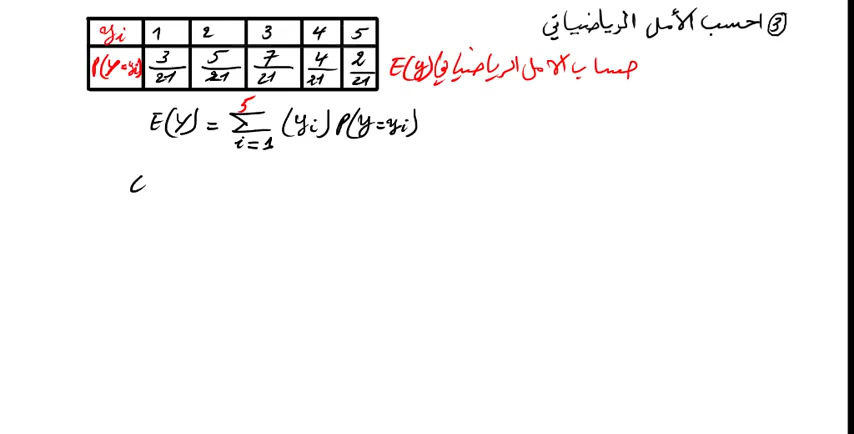 ③ احسب الأمل الرياضياتي
yi 1 2 3 4 5
P(Y=yi) 3/21 5/21 7/21 4/21 2/21
حساب الأمل الرياضياتي E(y)
E(Y) = ∑_{i=1}^{5} (yi) P(Y=yi)